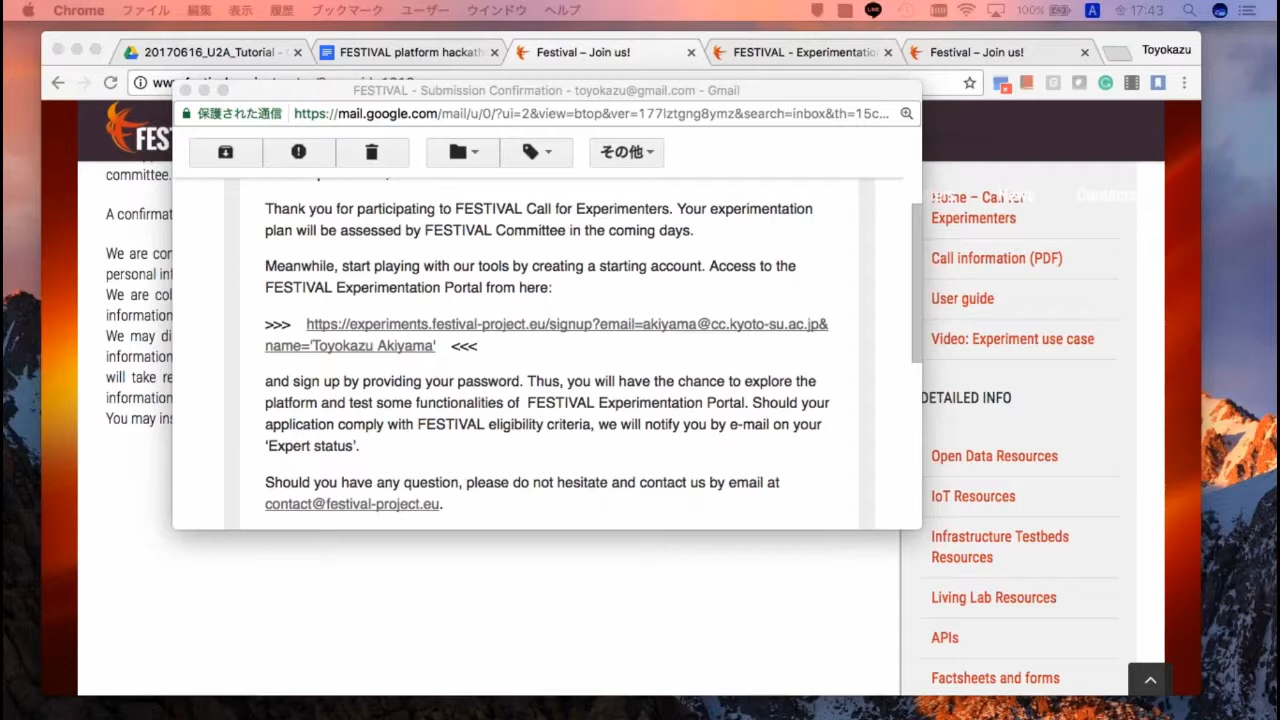 Chrome ファイル 編集 表示 履歴 ブックマーク ユーザー ウインドウ ヘルプ
LINE 100% A 金 17:43
20170616_U2A_Tutorial -
FESTIVAL platform hackath
Festival – Join us!
FESTIVAL - Experimentatio
Festival – Join us!
Toyokazu
FESTIVAL - Submission Confirmation - toyokazu@gmail.com - Gmail
保護された通信 https://mail.google.com/mail/u/0/?ui=2&view=btop&ver=177lztgng8ymz&search=inbox&th=15c...
その他
FES
committee.
A confirmat
We are con
personal inf
We are col
information
We may di
information
will take re
information
You may ins
Thank you for participating to FESTIVAL Call for Experimenters. Your experimentation
plan will be assessed by FESTIVAL Committee in the coming days.
Meanwhile, start playing with our tools by creating a starting account. Access to the
FESTIVAL Experimentation Portal from here:
>>> https://experiments.festival-project.eu/signup?email=akiyama@cc.kyoto-su.ac.jp&
name='Toyokazu Akiyama' <<<
and sign up by providing your password. Thus, you will have the chance to explore the
platform and test some functionalities of FESTIVAL Experimentation Portal. Should your
application comply with FESTIVAL eligibility criteria, we will notify you by e-mail on your
'Expert status'.
Should you have any question, please do not hesitate and contact us by email at
contact@festival-project.eu.
Contacts
Home – Call for
Experimenters
Call information (PDF)
User guide
Video: Experiment use case
DETAILED INFO
Open Data Resources
IoT Resources
Infrastructure Testbeds
Resources
Living Lab Resources
APIs
Factsheets and forms